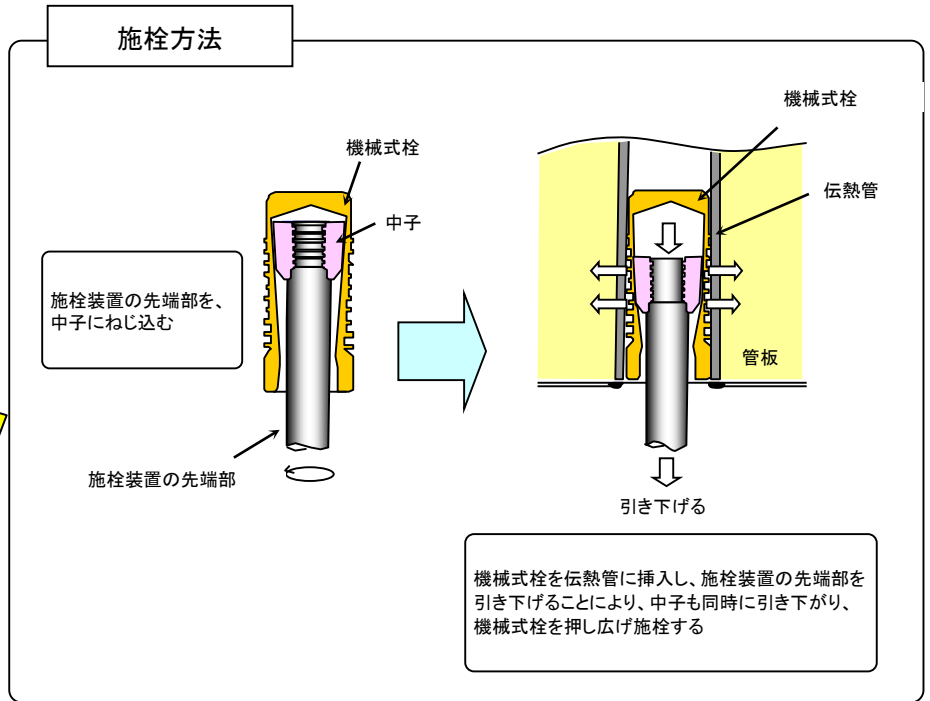 施栓方法
機械式栓
中子
施栓装置の先端部を、
中子にねじ込む
施栓装置の先端部
機械式栓
伝熱管
管板
引き下げる
機械式栓を伝熱管に挿入し、施栓装置の先端部を
引き下げることにより、中子も同時に引き下がり、
機械式栓を押し広げ施栓する